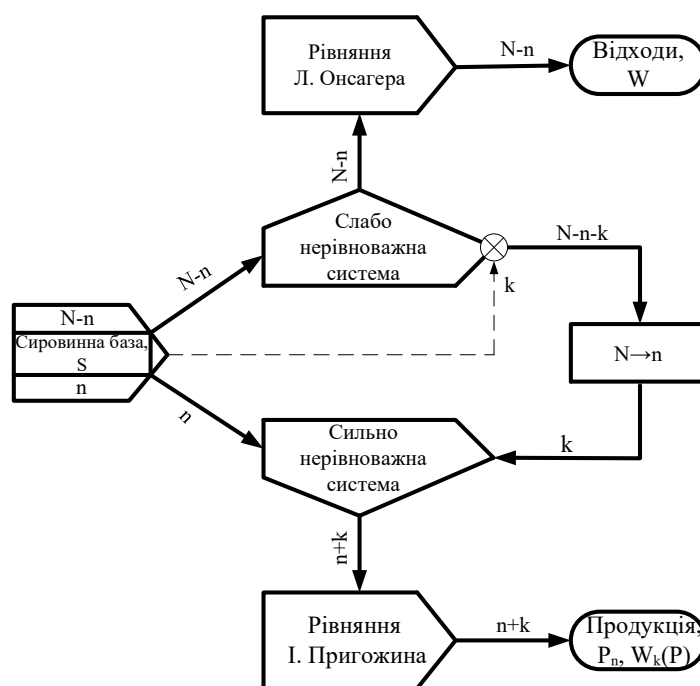 Рівняння
Л. Онсагера
N-n
Відходи,
W
N-n
Слабо
нерівноважна
система
N-n-k
k
N-n
N-n
Сировинна база,
S
n
N→n
n
Сильно
нерівноважна
система
k
n+k
Рівняння
І. Пригожина
n+k
Продукція,
Pn, Wk(P)